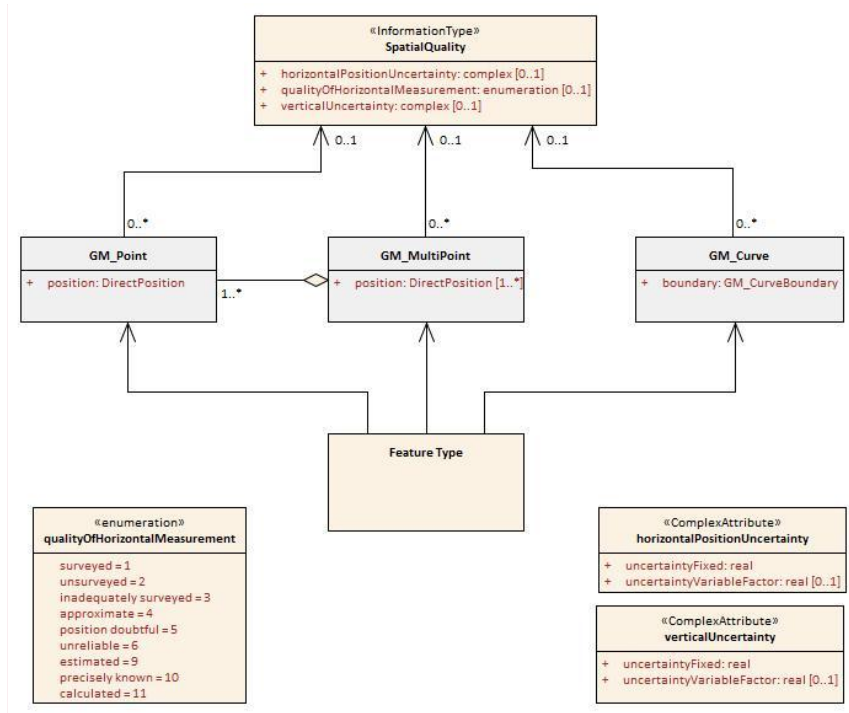 «InformationType»
SpatialQuality
+ horizontalPositionUncertainty: complex [0..1]
+ qualityOfHorizontalMeasurement: enumeration [0..1]
+ verticalUncertainty: complex [0..1]
0..1
0..1
0..1
0..*
0..*
0..*
GM_Point
+ position: DirectPosition
1..*
GM_MultiPoint
+ position: DirectPosition [1..*]
GM_Curve
+ boundary: GM_CurveBoundary
Feature Type
«enumeration»
qualityOfHorizontalMeasurement
surveyed = 1
unsurveyed = 2
inadequately surveyed = 3
approximate = 4
position doubtful = 5
unreliable = 6
estimated = 9
precisely known = 10
calculated = 11
«ComplexAttribute»
horizontalPositionUncertainty
+ uncertaintyFixed: real
+ uncertaintyVariableFactor: real [0..1]
«ComplexAttribute»
verticalUncertainty
+ uncertaintyFixed: real
+ uncertaintyVariableFactor: real [0..1]